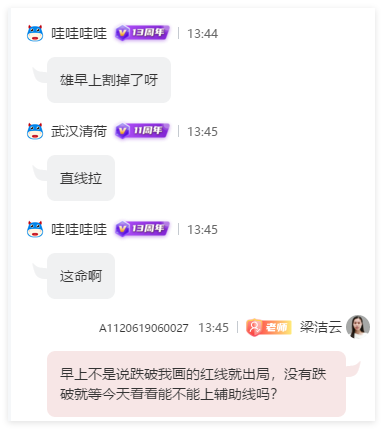 哇哇哇哇 13周年 13:44
雄早上割掉了呀
武汉清荷 11周年 13:45
直线拉
哇哇哇哇 13周年 13:45
这命啊
A1120619060027 13:45 老师 梁洁云
早上不是说跌破我画的红线就出局，没有跌
破就等今天看看能不能上辅助线吗？